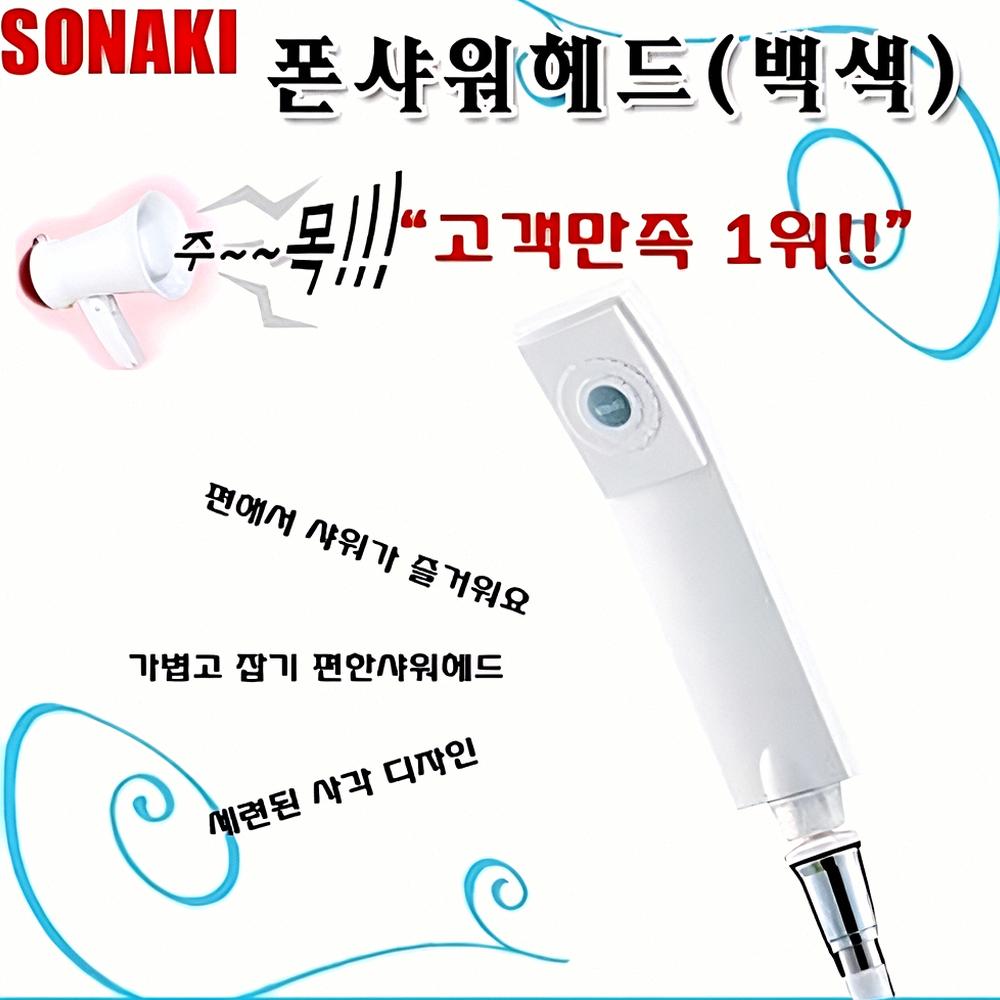 SONAKI
폰샤워헤드(백색)
주~~목!!!
“고객만족 1위!!”
편해서 샤워가 즐거워요
가볍고 잡기 편한샤워헤드
세련된 사각 디자인